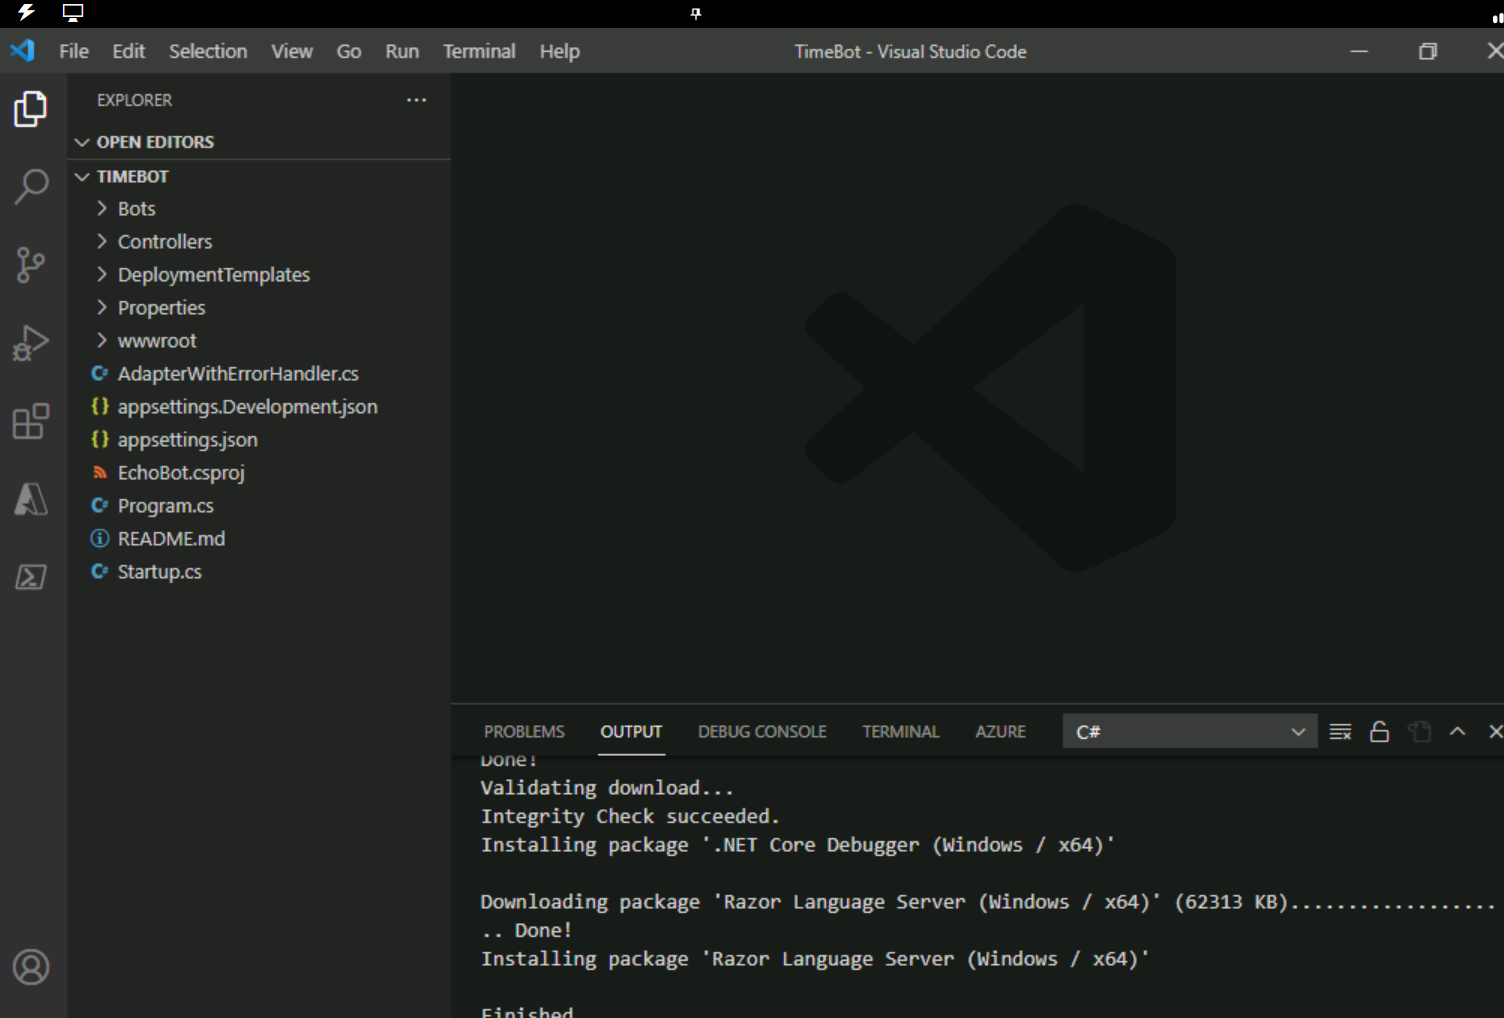 File Edit Selection View Go Run Terminal Help TimeBot - Visual Studio Code
EXPLORER
OPEN EDITORS
TIMEBOT
Bots
Controllers
DeploymentTemplates
Properties
wwwroot
AdapterWithErrorHandler.cs
appsettings.Development.json
appsettings.json
EchoBot.csproj
Program.cs
README.md
Startup.cs
PROBLEMS OUTPUT DEBUG CONSOLE TERMINAL AZURE C#
Done!
Validating download...
Integrity Check succeeded.
Installing package '.NET Core Debugger (Windows / x64)'
Downloading package 'Razor Language Server (Windows / x64)' (62313 KB)..................
.. Done!
Installing package 'Razor Language Server (Windows / x64)'
Finished